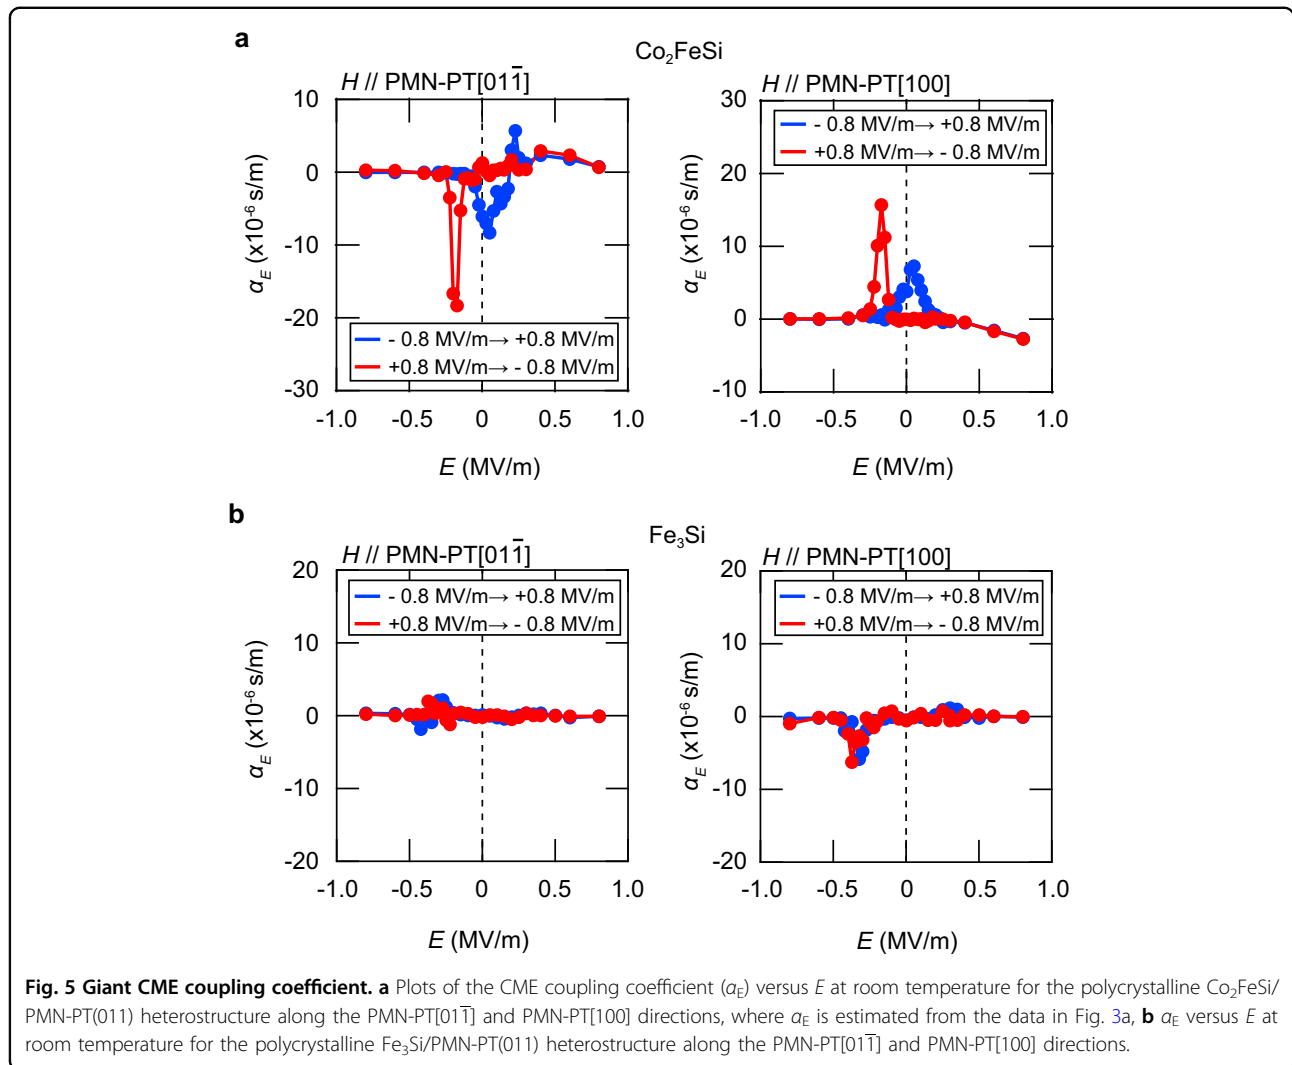 a
Co₂FeSi
H // PMN-PT[011̅]
H // PMN-PT[100]
10
0
-10
-20
-30
αE (x10⁻⁶ s/m)
- 0.8 MV/m→ +0.8 MV/m
+0.8 MV/m→ - 0.8 MV/m
-1.0 -0.5 0 0.5 1.0
E (MV/m)
30
20
10
0
-10
αE (x10⁻⁶ s/m)
- 0.8 MV/m→ +0.8 MV/m
+0.8 MV/m→ - 0.8 MV/m
-1.0 -0.5 0 0.5 1.0
E (MV/m)
b
Fe₃Si
H // PMN-PT[011̅]
H // PMN-PT[100]
20
10
0
-10
-20
αE (x10⁻⁶ s/m)
- 0.8 MV/m→ +0.8 MV/m
+0.8 MV/m→ - 0.8 MV/m
-1.0 -0.5 0 0.5 1.0
E (MV/m)
20
10
0
-10
-20
αE (x10⁻⁶ s/m)
- 0.8 MV/m→ +0.8 MV/m
+0.8 MV/m→ - 0.8 MV/m
-1.0 -0.5 0 0.5 1.0
E (MV/m)
Fig. 5 Giant CME coupling coefficient. a Plots of the CME coupling coefficient (αE) versus E at room temperature for the polycrystalline Co₂FeSi/
PMN-PT(011) heterostructure along the PMN-PT[011̅] and PMN-PT[100] directions, where αE is estimated from the data in Fig. 3a, b αE versus E at
room temperature for the polycrystalline Fe₃Si/PMN-PT(011) heterostructure along the PMN-PT[011̅] and PMN-PT[100] directions.